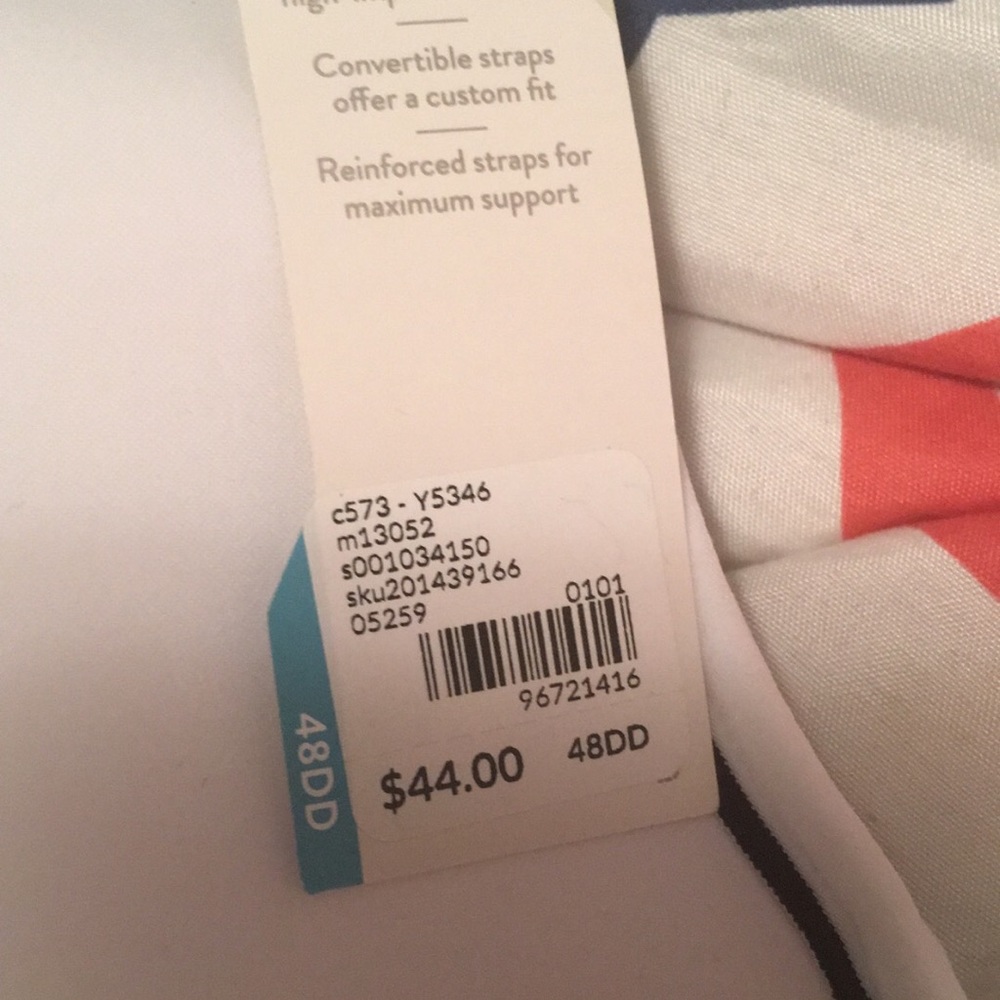 Convertible straps
offer a custom fit
Reinforced straps for
maximum support
c573 - Y5346
m13052
s001034150
sku201439166
05259
0101
96721416
$44.00
48DD
48DD